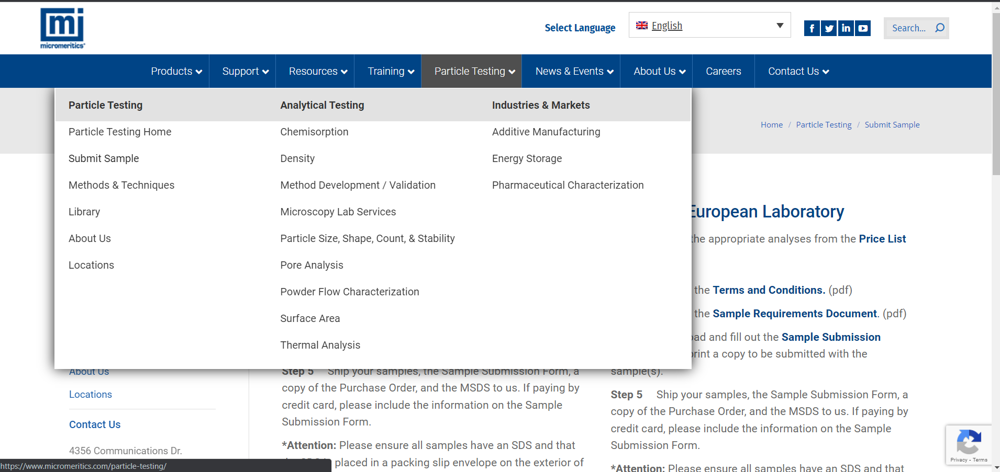 mi
micromeritics
Select Language
English
Search...
Products
Support
Resources
Training
Particle Testing
News & Events
About Us
Careers
Contact Us
Particle Testing
Analytical Testing
Industries & Markets
Particle Testing Home
Submit Sample
Methods & Techniques
Library
About Us
Locations
Chemisorption
Density
Method Development / Validation
Microscopy Lab Services
Particle Size, Shape, Count, & Stability
Pore Analysis
Powder Flow Characterization
Surface Area
Thermal Analysis
Additive Manufacturing
Energy Storage
Pharmaceutical Characterization
Home / Particle Testing / Submit Sample
European Laboratory
the appropriate analyses from the Price List
the Terms and Conditions. (pdf)
the Sample Requirements Document. (pdf)
and fill out the Sample Submission
print a copy to be submitted with the
sample(s).
Step 5 Ship your samples, the Sample Submission Form, a
copy of the Purchase Order, and the MSDS to us. If paying by
credit card, please include the information on the Sample
Submission Form.
*Attention: Please ensure all samples have an SDS and that
About Us
Locations
Contact Us
4356 Communications Dr.
Step 5 Ship your samples, the Sample Submission Form, a
copy of the Purchase Order, and the MSDS to us. If paying by
credit card, please include the information on the Sample
Submission Form.
*Attention: Please ensure all samples have an SDS and that
placed in a packing slip envelope on the exterior of
Privacy - Terms
https://www.micromeritics.com/particle-testing/